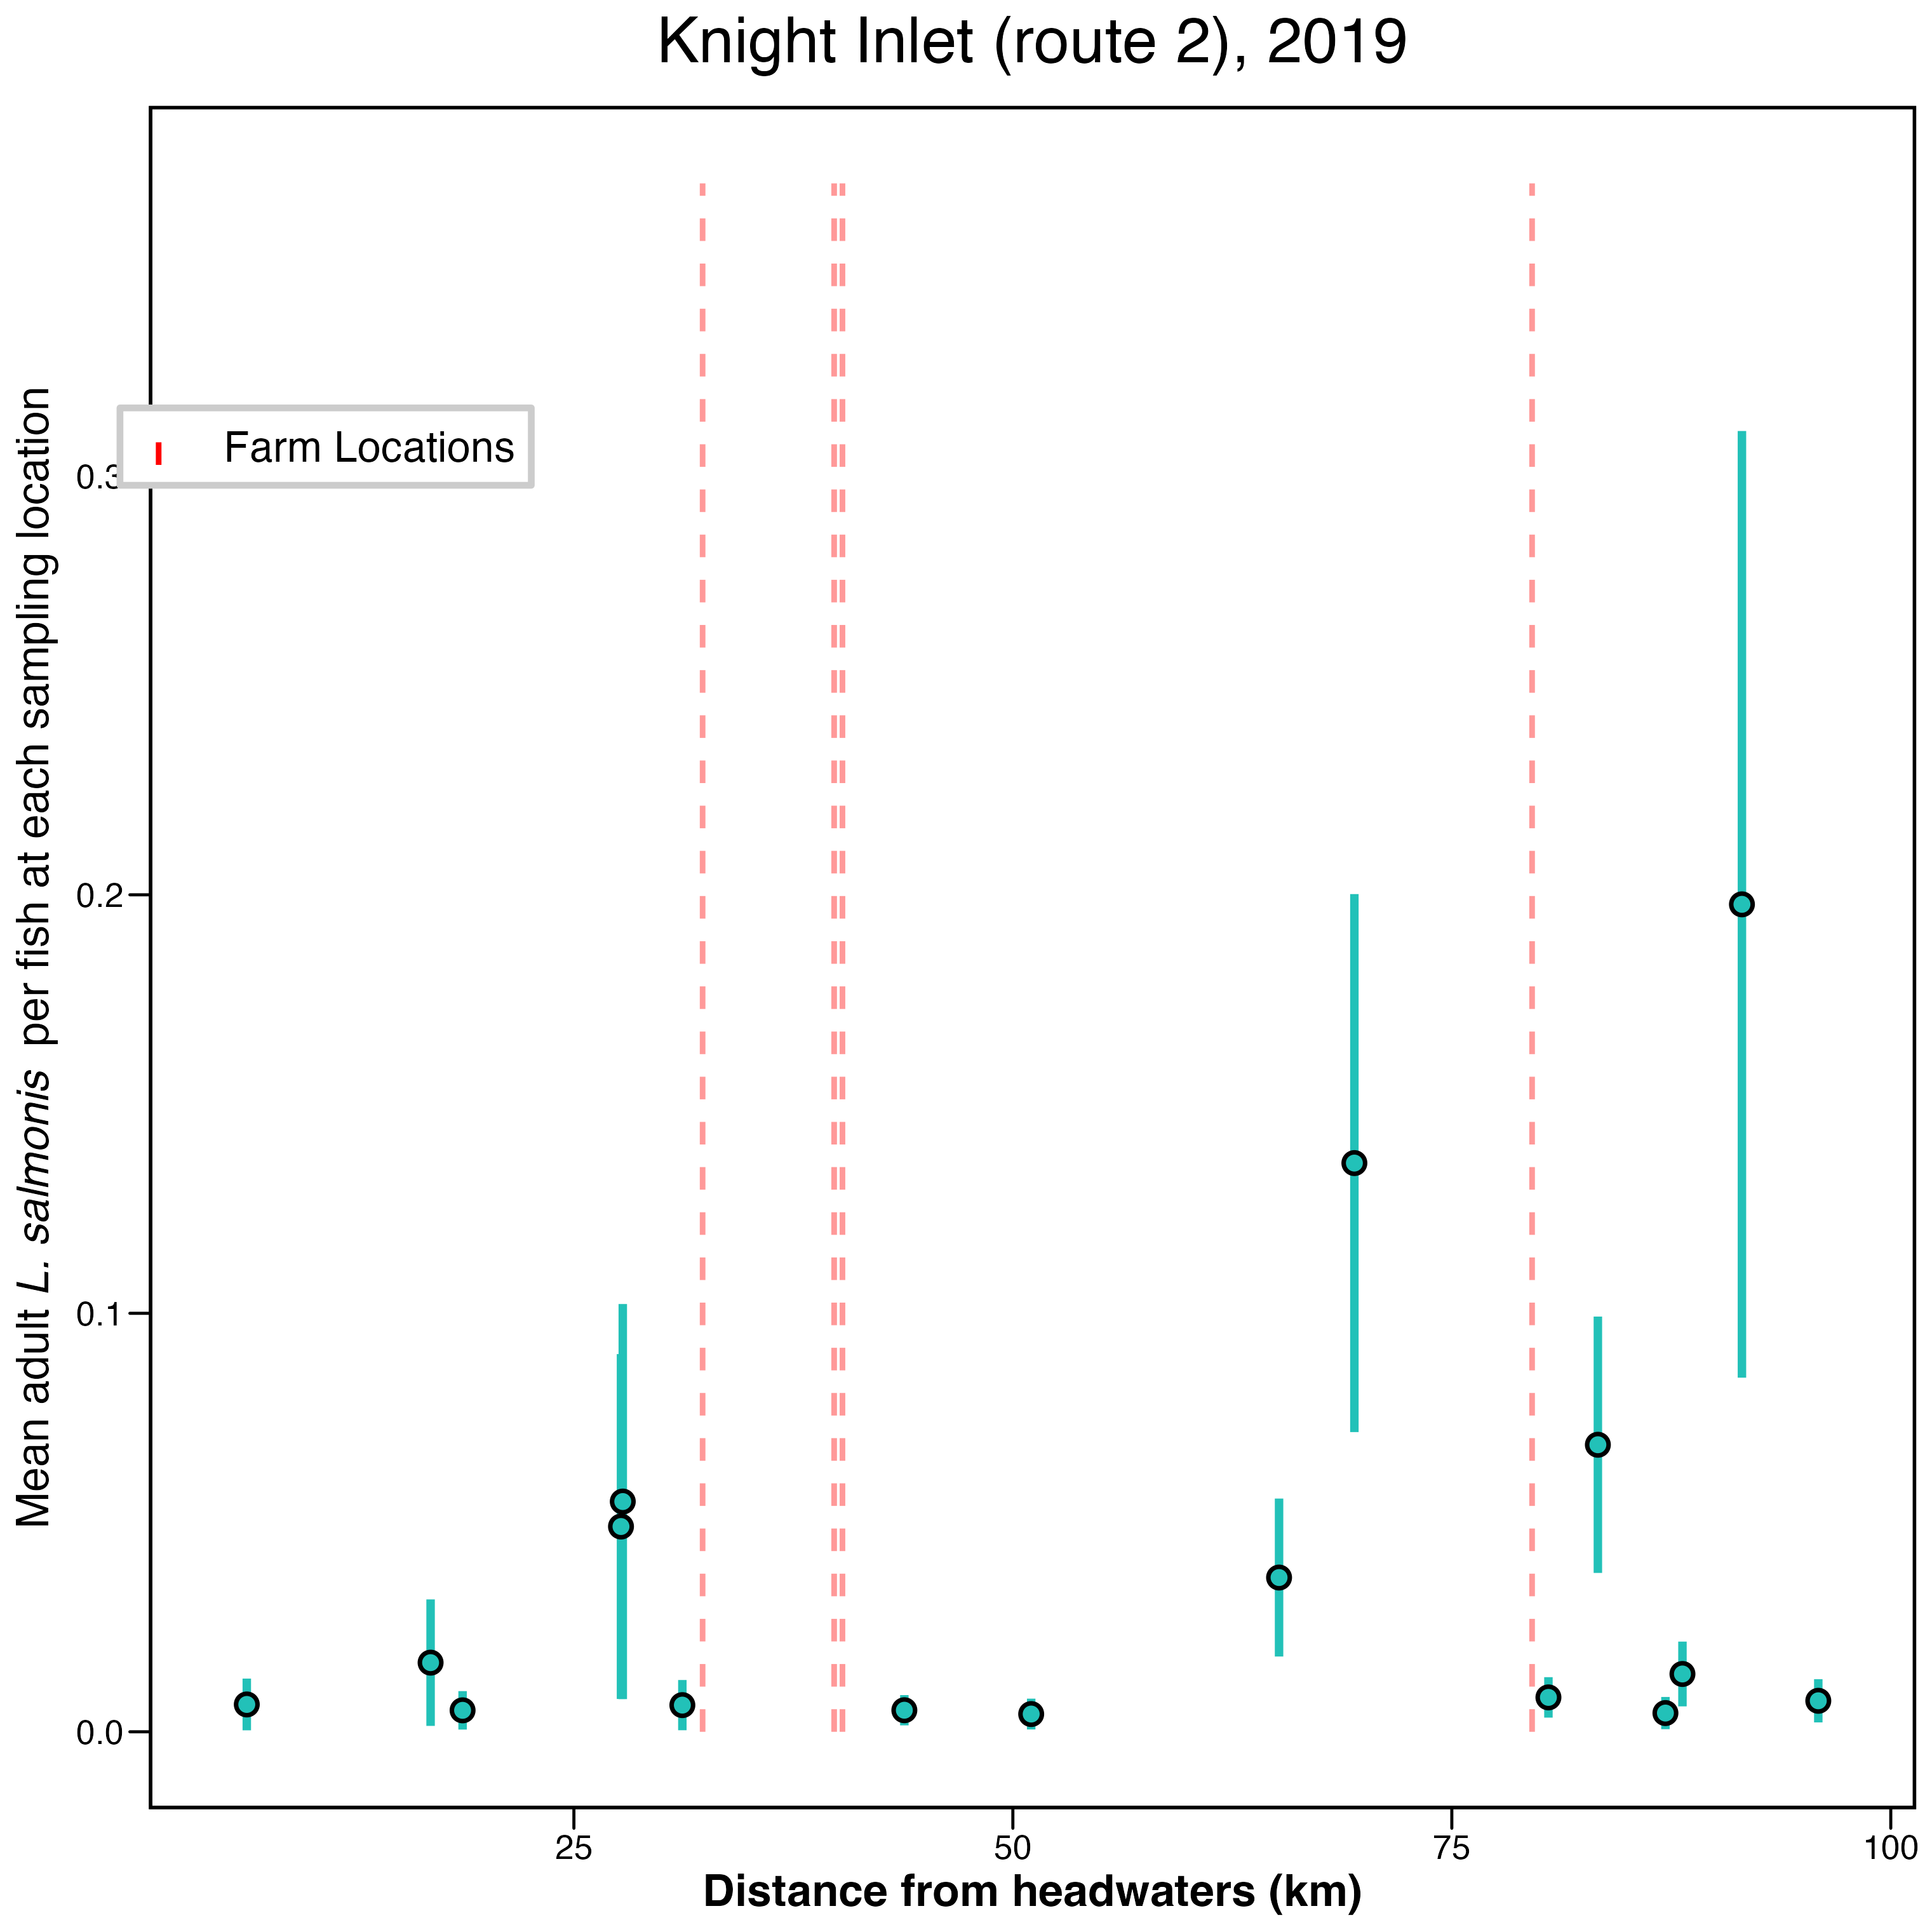 Knight Inlet (route 2), 2019
Mean adult L. salmonis per fish at each sampling location
Farm Locations
0.3
0.2
0.1
0.0
25 50 75 100
Distance from headwaters (km)